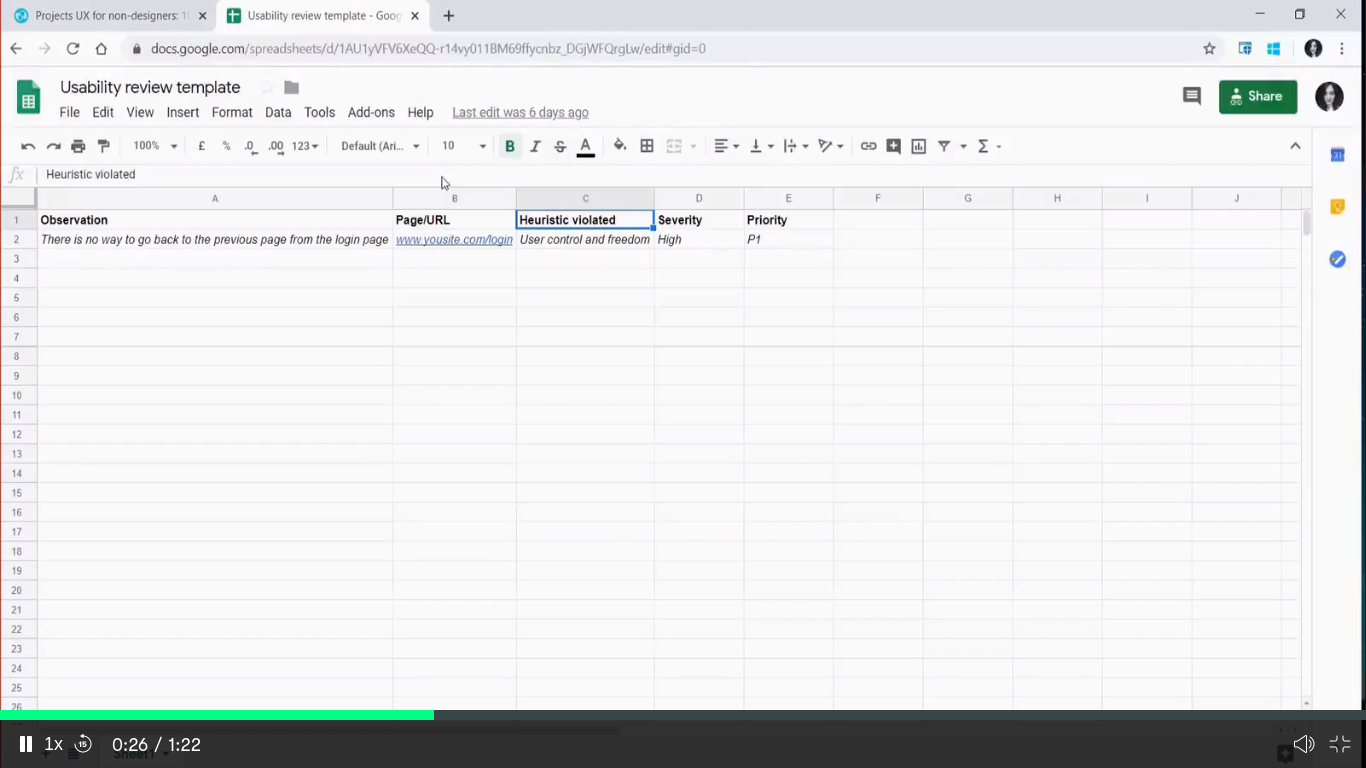 Projects UX for non-designers: 1
Usability review template - Goog
docs.google.com/spreadsheets/d/1AU1yVFV6XeQQ-r14vy011BM69ffycnbz_DGjWFQrgLw/edit#gid=0
Usability review template
File Edit View Insert Format Data Tools Add-ons Help Last edit was 6 days ago
Share
100% £ % .0 .00 123 Default (Ari... 10 B I S A
31
fx Heuristic violated
A B C D E F G H I J
1 Observation Page/URL Heuristic violated Severity Priority
2 There is no way to go back to the previous page from the login page www.yousite.com/login User control and freedom High P1
3
4
5
6
7
8
9
10
11
12
13
14
15
16
17
18
19
20
21
22
23
24
25
26
1x 15 0:26 / 1:22
Sheet1